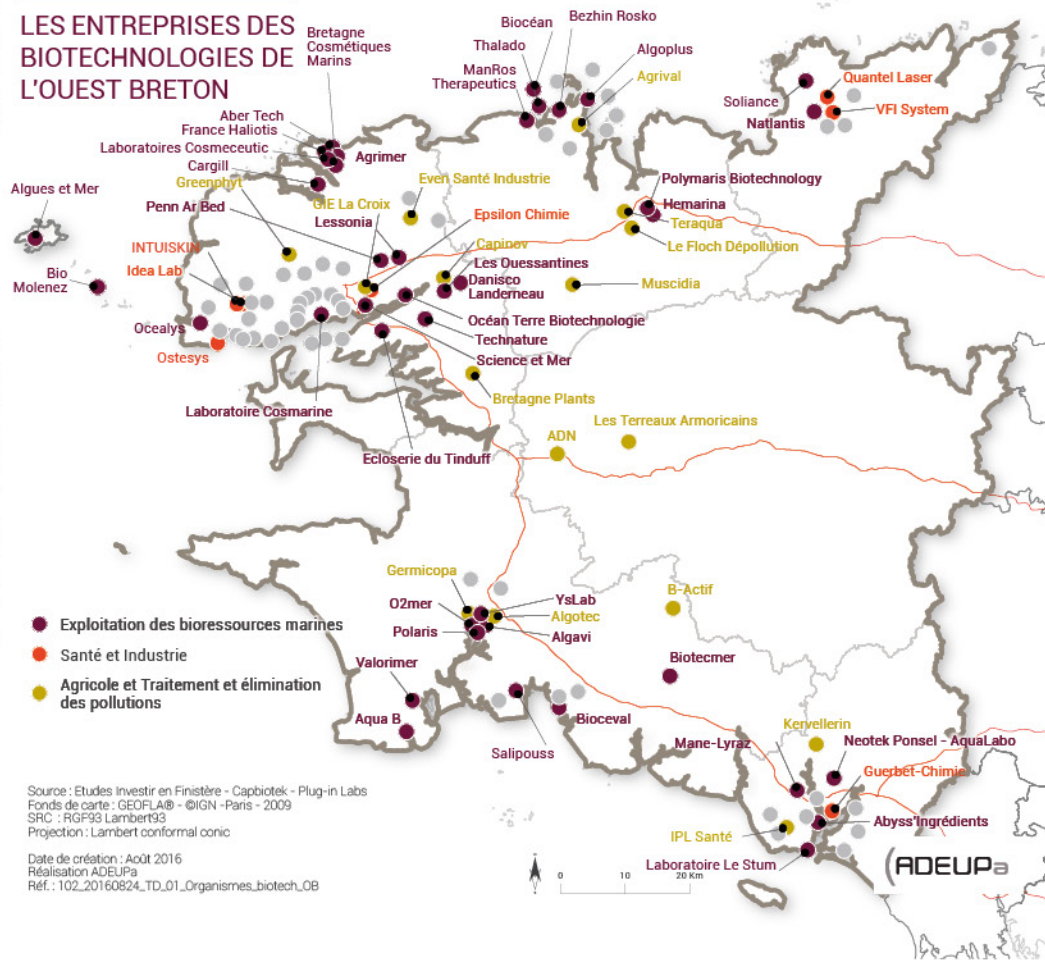 LES ENTREPRISES DES
BIOTECHNOLOGIES DE
L'OUEST BRETON
Bretagne
Cosmétiques
Marins
Biocéan
Bezhin Rosko
Thalado
Algoplus
ManRos
Therapeutics
Agrival
Quantel Laser
Soliance
VFI System
Natlantis
Aber Tech
France Haliotis
Laboratoires Cosmeceutic
Agrimer
Cargill
Greenphyt
Even Santé Industrie
Polymaris Biotechnology
Algues et Mer
Penn Ar Bed
GIE La Croix
Lessonia
Epsilon Chimie
Hemarina
Teraqua
INTUISKIN
Capinov
Le Floch Dépollution
Idea Lab
Les Ouessantines
Bio
Molenez
Danisco
Landerneau
Muscidia
Ocealys
Océan Terre Biotechnologie
Technature
Ostesys
Science et Mer
Bretagne Plants
Laboratoire Cosmarine
Les Terreaux Armoricains
ADN
Ecloserie du Tinduff
Germicopa
B-Actif
O2mer
YsLab
Algotec
Polaris
Algavi
Exploitation des bioressources marines
Santé et Industrie
Agricole et Traitement et élimination
des pollutions
Valorimer
Biotecmer
Aqua B
Bioceval
Kervellerin
Salipouss
Mane-Lyraz
Neotek Ponsel - AquaLabo
Guerbet-Chimie
Abyss'Ingrédients
IPL Santé
Laboratoire Le Stum
Source : Etudes Investir en Finistère - Capbiotek - Plug-in Labs
Fonds de carte : GEOFLA® - ©IGN -Paris - 2009
SRC : RGF93 Lambert93
Projection : Lambert conformal conic
Date de création : Août 2016
Réalisation ADEUPa
Réf. : 102_20160824_TD_01_Organismes_biotech_OB
0 10 20 Km
ADEUPa